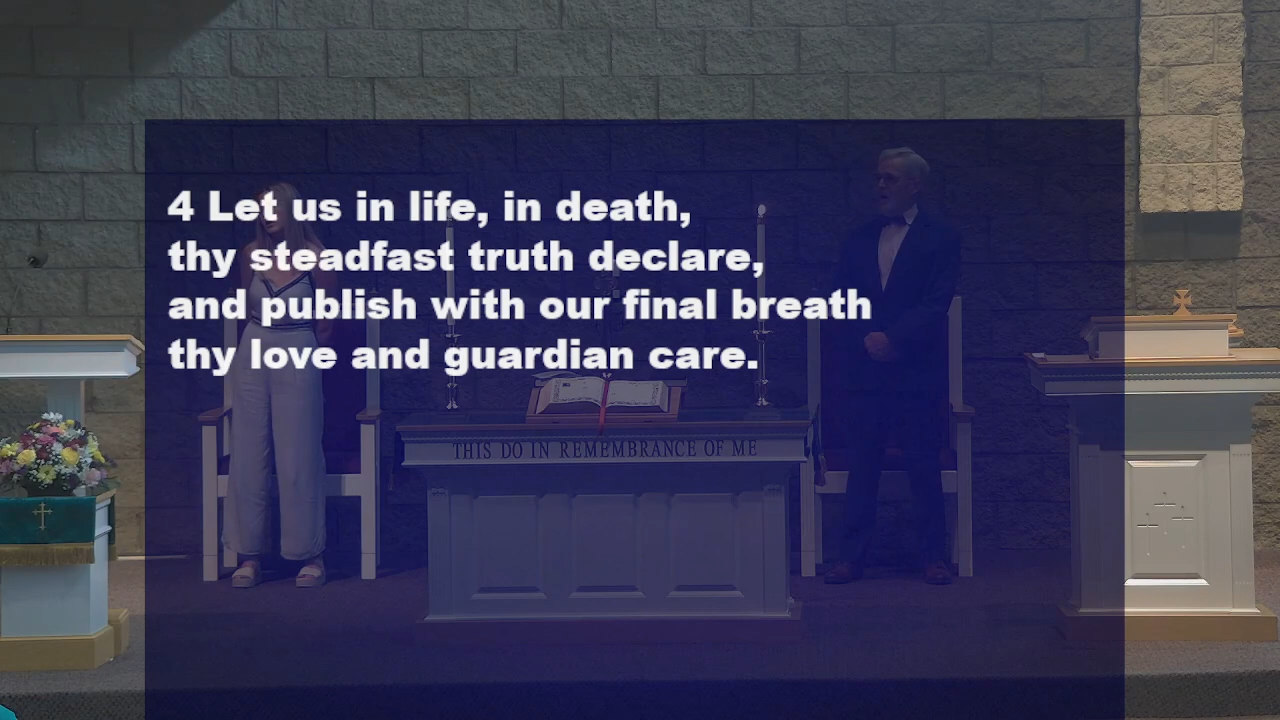 4 Let us in life, in death,
thy steadfast truth declare,
and publish with our final breath
thy love and guardian care.
THIS DO IN REMEMBRANCE OF ME